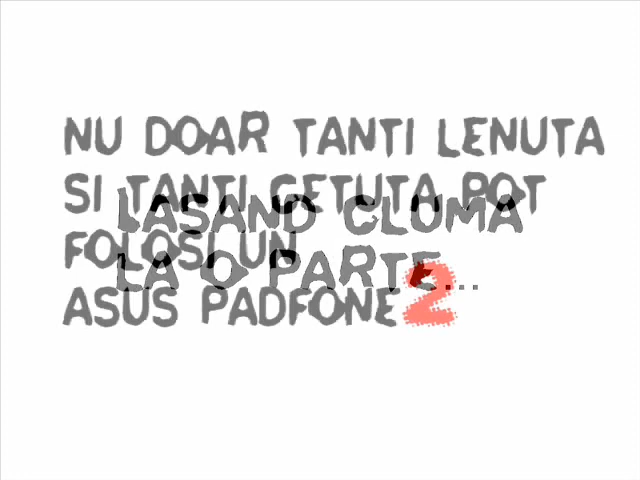 NU DOAR TANTI LENUTA
SI TANTI GETUTA POT
FOLOSI UN
ASUS PADFONE 2
LASAND GLUMA
LA O PARTE...